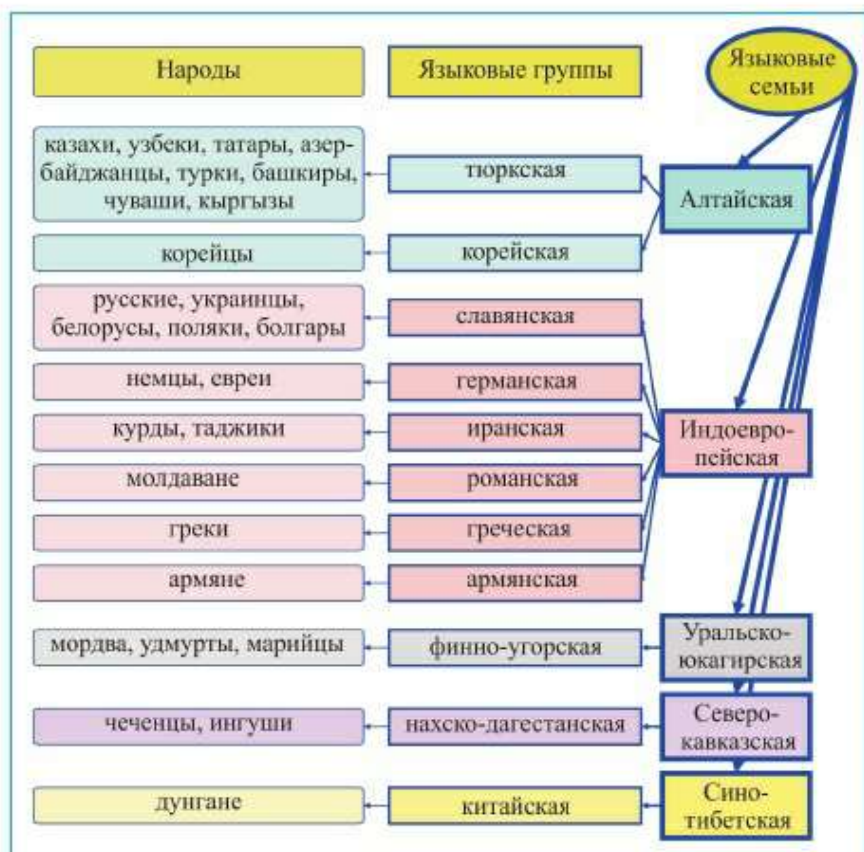 Народы
Языковые группы
Языковые
семьи
казахи, узбеки, татары, азер-
байджанцы, турки, башкиры,
чуваши, кыргызы
тюркская
Алтайская
корейцы
корейская
русские, украинцы,
белорусы, поляки, болгары
славянская
немцы, евреи
германская
курды, таджики
иранская
Индоевро-
пейская
молдаване
романская
греки
греческая
армяне
армянская
мордва, удмурты, марийцы
финно-угорская
Уральско-
юкагирская
чеченцы, ингуши
нахско-дагестанская
Северо-
кавказская
дунгане
китайская
Сино-
тибетская